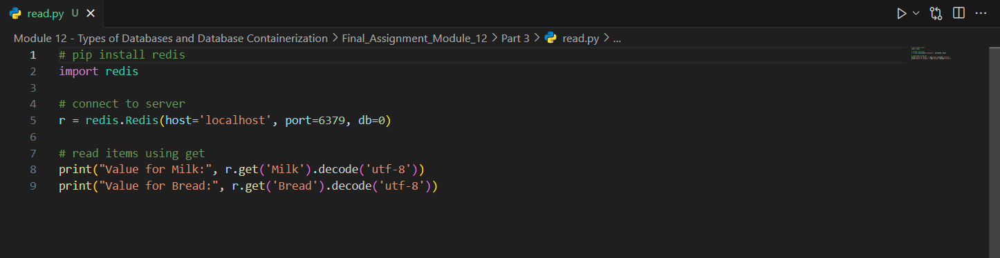 read.py U
Module 12 - Types of Databases and Database Containerization > Final_Assignment_Module_12 > Part 3 > read.py > ...
1 # pip install redis
2 import redis
3
4 # connect to server
5 r = redis.Redis(host='localhost', port=6379, db=0)
6
7 # read items using get
8 print("Value for Milk:", r.get('Milk').decode('utf-8'))
9 print("Value for Bread:", r.get('Bread').decode('utf-8'))